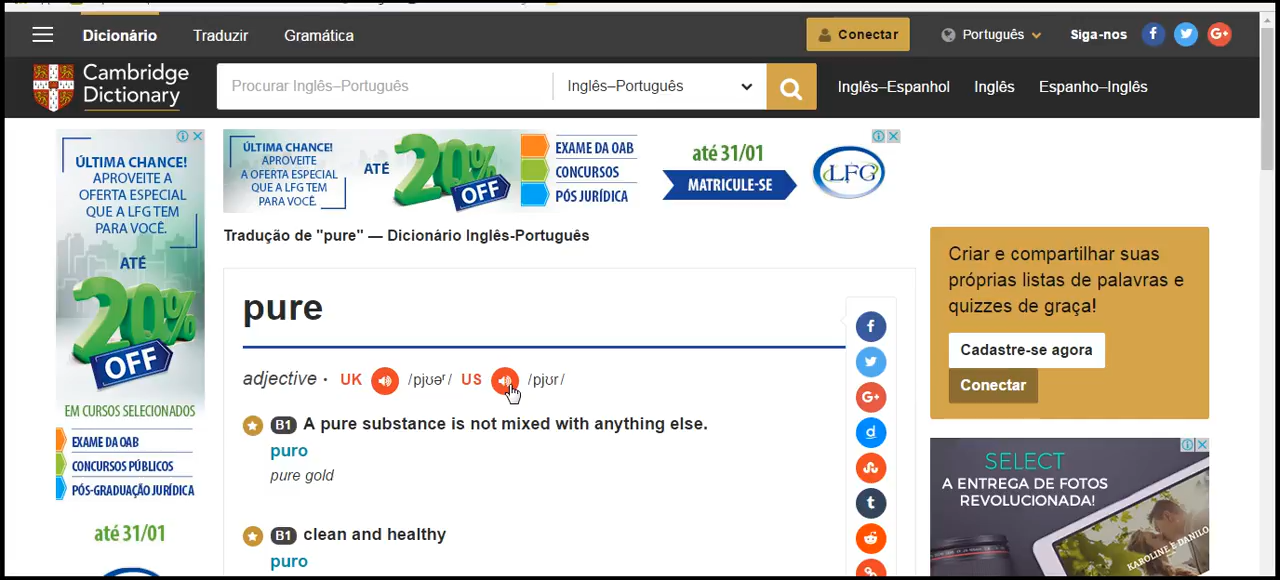 Dicionário Traduzir Gramática Conectar Português Siga-nos
Cambridge Dictionary
Procurar Inglês–Português Inglês–Português Inglês–Espanhol Inglês Espanho–Inglês
ÚLTIMA CHANCE!
APROVEITE A
OFERTA ESPECIAL
QUE A LFG TEM
PARA VOCÊ.
ATÉ
20%
OFF
EM CURSOS SELECIONADOS
EXAME DA OAB
CONCURSOS PÚBLICOS
PÓS-GRADUAÇÃO JURÍDICA
até 31/01
ÚLTIMA CHANCE!
APROVEITE
A OFERTA ESPECIAL
QUE A LFG TEM
PARA VOCÊ.
ATÉ
20%
OFF
EXAME DA OAB
CONCURSOS
PÓS JURÍDICA
até 31/01
MATRICULE-SE
LFG
Tradução de "pure" — Dicionário Inglês-Português
pure
adjective · UK /pjʊəʳ/ US /pjʊr/
B1 A pure substance is not mixed with anything else.
puro
pure gold
B1 clean and healthy
puro
Criar e compartilhar suas
próprias listas de palavras e
quizzes de graça!
Cadastre-se agora
Conectar
SELECT
A ENTREGA DE FOTOS
REVOLUCIONADA!
KAROLINE E DANILO